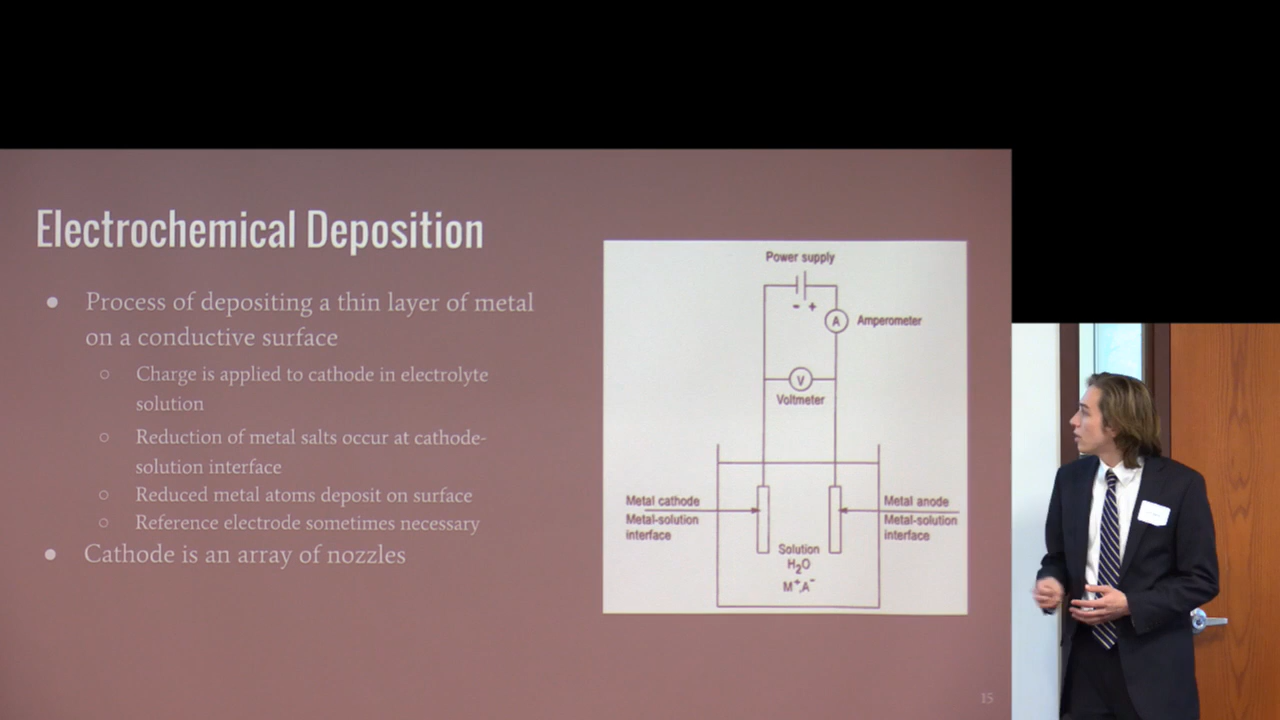 Electrochemical Deposition
● Process of depositing a thin layer of metal
on a conductive surface
○ Charge is applied to cathode in electrolyte
solution
○ Reduction of metal salts occur at cathode-
solution interface
○ Reduced metal atoms deposit on surface
○ Reference electrode sometimes necessary
● Cathode is an array of nozzles
Power supply
- +
A
Amperometer
V
Voltmeter
Metal cathode
Metal-solution
interface
Metal anode
Metal-solution
interface
Solution
H₂O
M⁺,A⁻
15